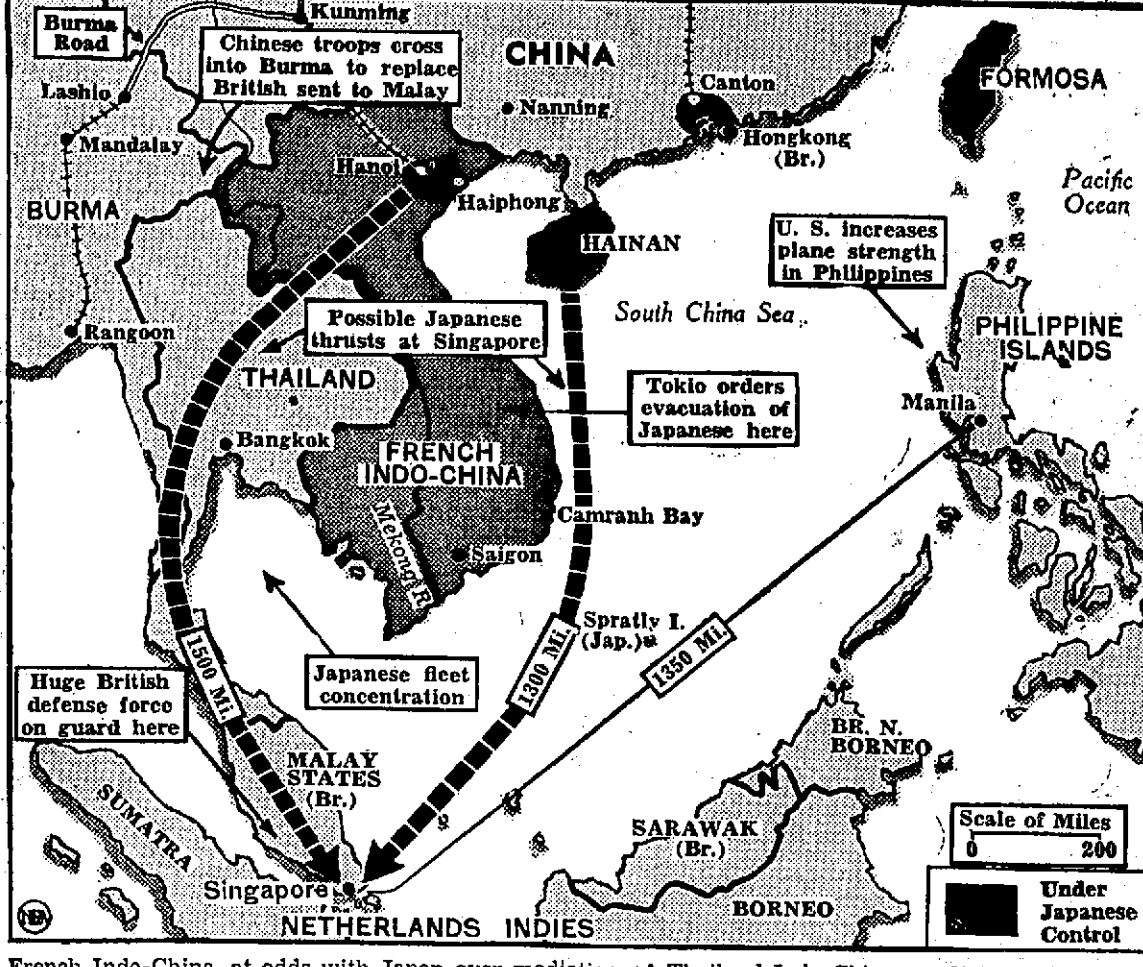 Burma
Road
Kunming
Chinese troops cross
into Burma to replace
British sent to Malay
CHINA
Lashio
Nanning
Canton
FORMOSA
Mandalay
Hongkong
(Br.)
Hanoi
Haiphong
Pacific
Ocean
BURMA
HAINAN
U. S. increases
plane strength
in Philippines
Rangoon
Possible Japanese
thrusts at Singapore
South China Sea
PHILIPPINE
ISLANDS
THAILAND
Tokio orders
evacuation of
Japanese here
Manila
Bangkok
FRENCH
INDO-CHINA
Camranh Bay
Mekong R.
Saigon
Spratly I.
(Jap.)
1500 Mi.
1300 Mi.
1350 Mi.
Japanese fleet
concentration
Huge British
defense force
on guard here
MALAY
STATES
(Br.)
BR. N.
BORNEO
SUMATRA
SARAWAK
(Br.)
Scale of Miles
0 200
Singapore
BORNEO
NETHERLANDS INDIES
NEA
Under
Japanese
Control
French Indo-China, at odds with Japan over mediation